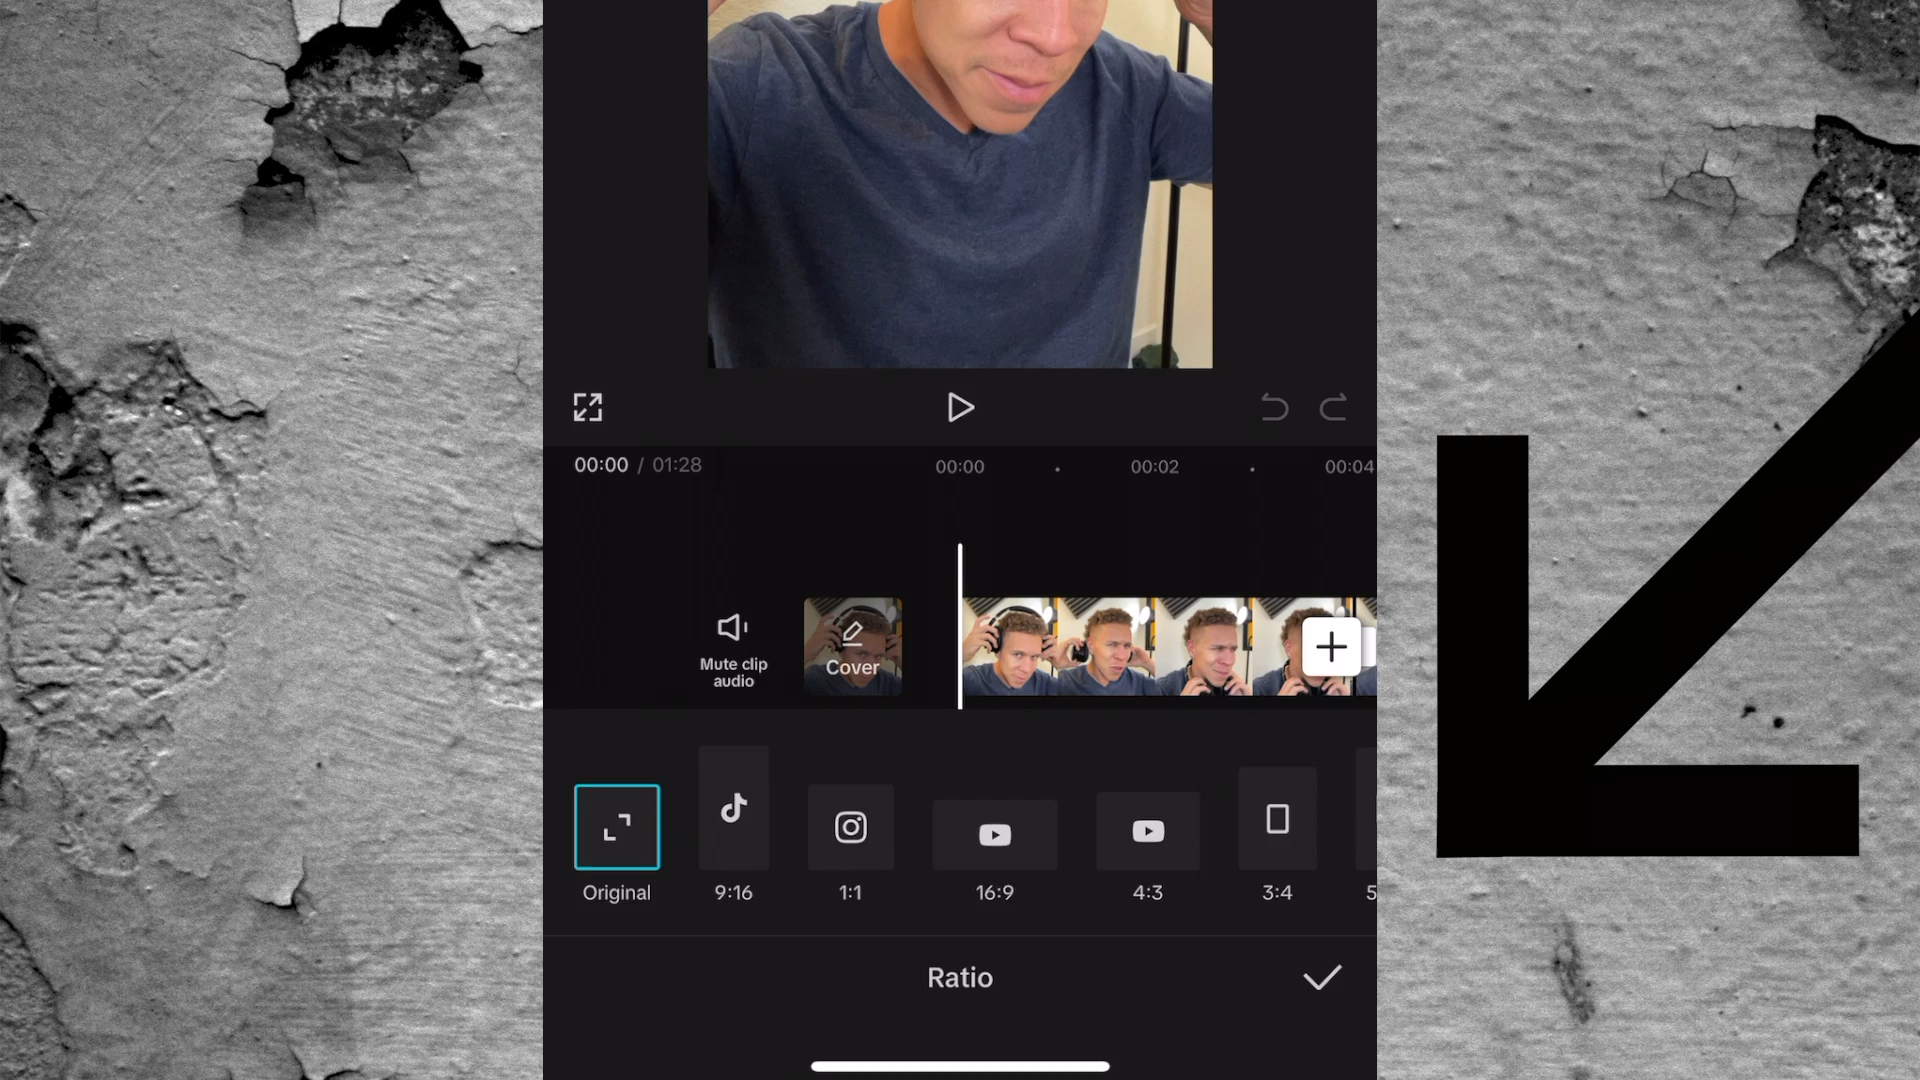 00:00 / 01:28
00:00
00:02
00:04
Mute clip
audio
Cover
Original
9:16
1:1
16:9
4:3
3:4
5
Ratio